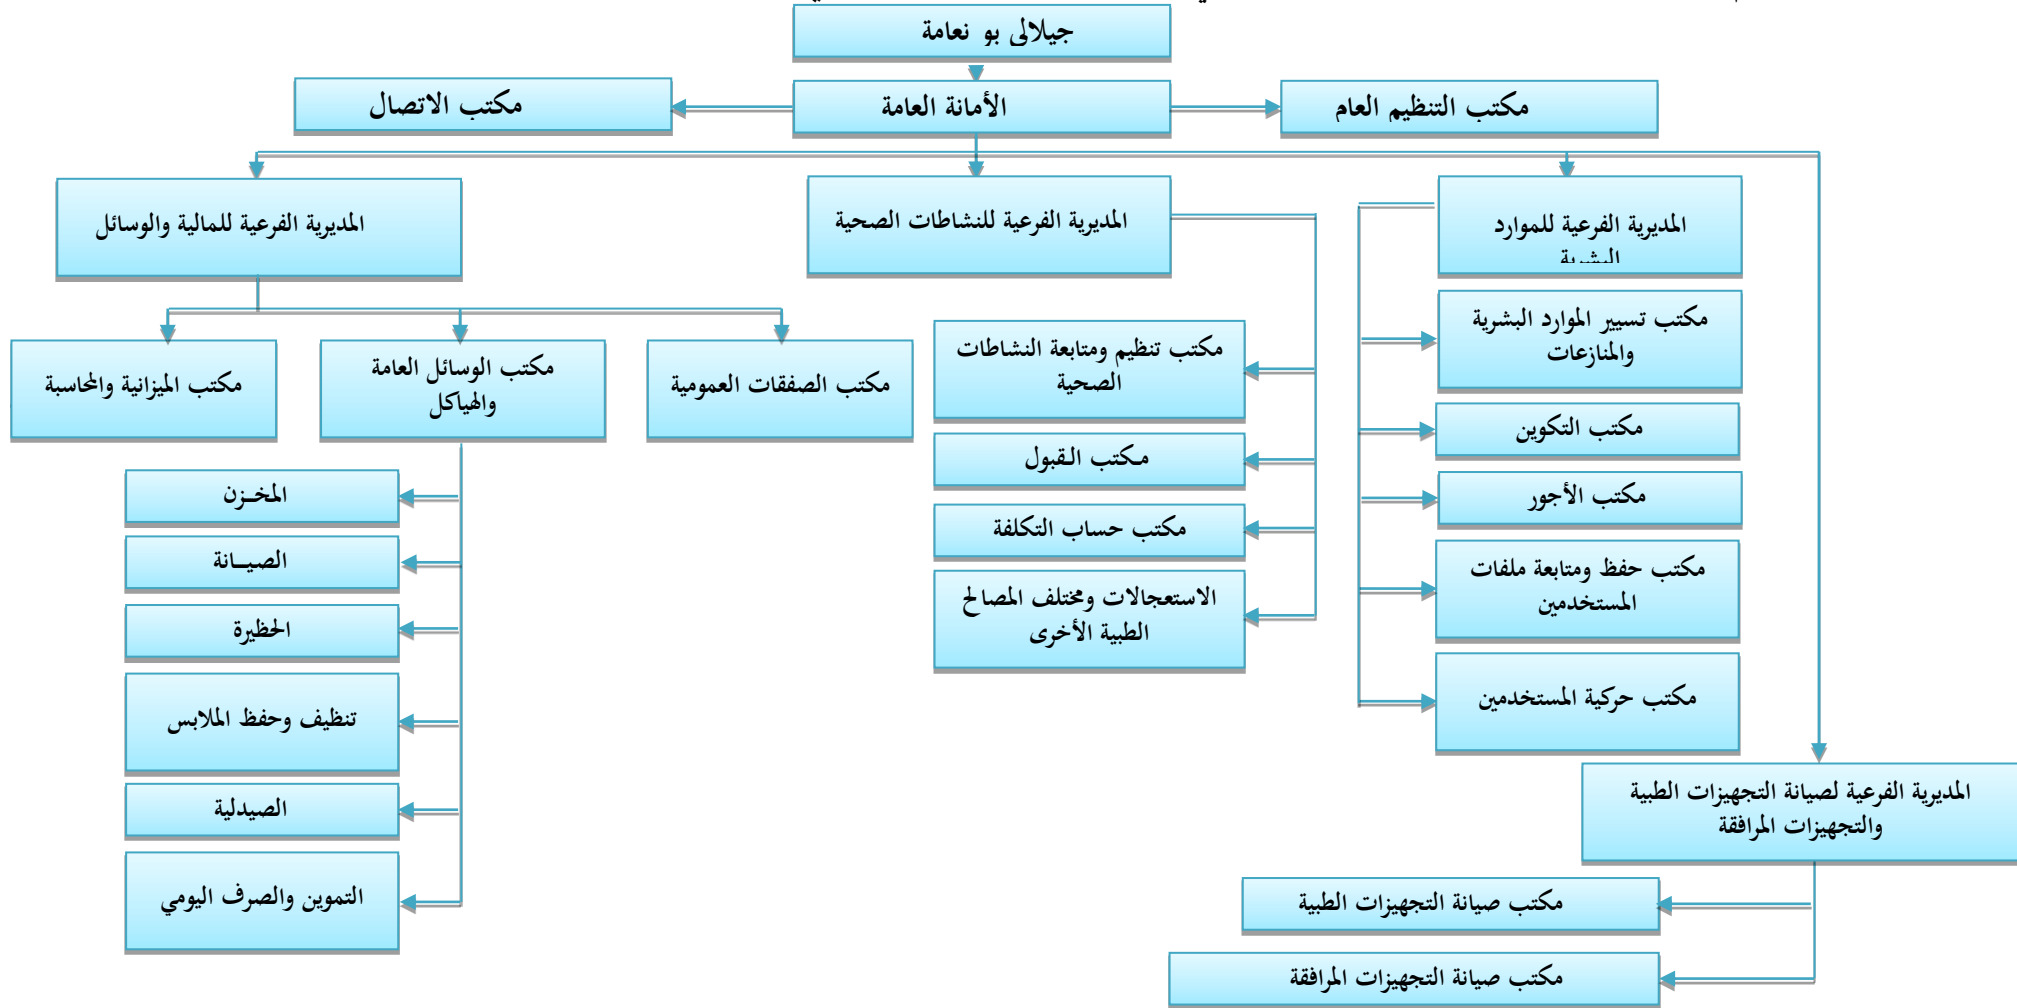 جيلالى بو نعامة
مكتب التنظيم العام
الأمانة العامة
مكتب الاتصال
المديرية الفرعية للموارد
البشرية
المديرية الفرعية للنشاطات الصحية
المديرية الفرعية للمالية والوسائل
مكتب تسيير الموارد البشرية
والمنازعات
مكتب التكوين
مكتب الأجور
مكتب حفظ ومتابعة ملفات
المستخدمين
مكتب حركية المستخدمين
مكتب تنظيم ومتابعة النشاطات
الصحية
مكتب القبول
مكتب حساب التكلفة
الاستعجالات ومختلف المصالح
الطبية الأخرى
مكتب الصفقات العمومية
مكتب الوسائل العامة
والهياكل
مكتب الميزانية والمحاسبة
المخـزن
الصيـانة
الحظيرة
تنظيف وحفظ الملابس
الصيدلية
التموين والصرف اليومي
المديرية الفرعية لصيانة التجهيزات الطبية
والتجهيزات المرافقة
مكتب صيانة التجهيزات الطبية
مكتب صيانة التجهيزات المرافقة